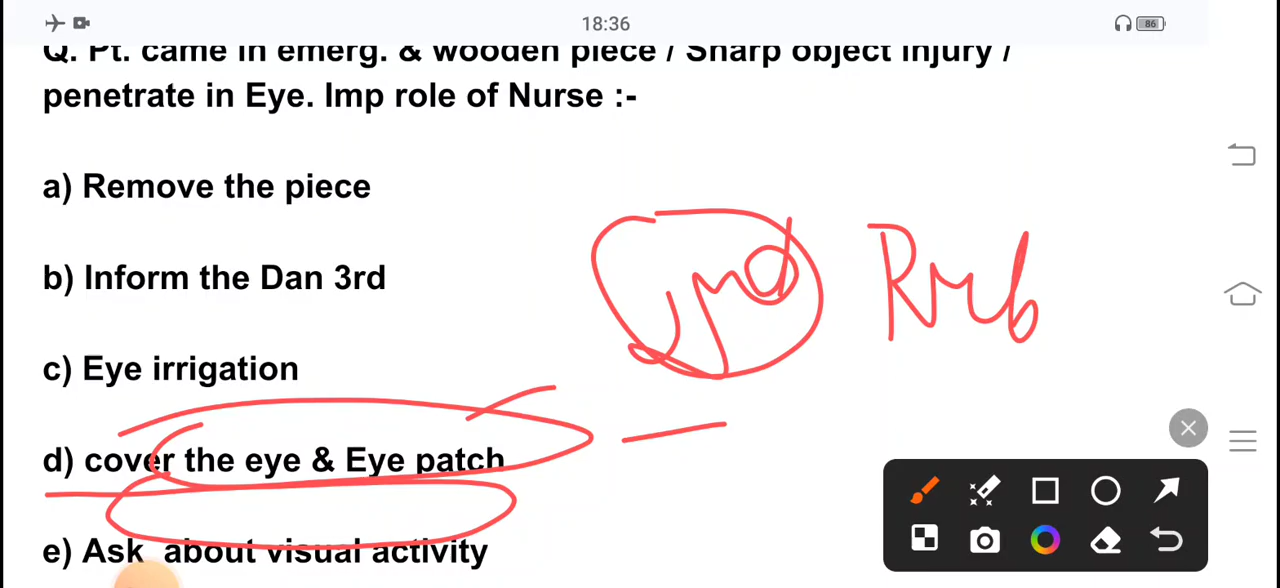 18:36
86
Q. Pt. came in emerg. & wooden piece / Sharp object injury /
penetrate in Eye. Imp role of Nurse :-
a) Remove the piece
b) Inform the Dan 3rd
c) Eye irrigation
d) cover the eye & Eye patch
e) Ask about visual activity